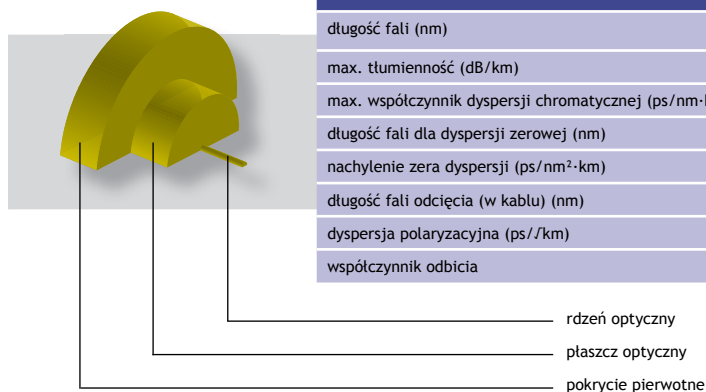 długość fali (nm)
max. tłumienność (dB/km)
max. współczynnik dyspersji chromatycznej (ps/nm·
długość fali dla dyspersji zerowej (nm)
nachylenie zera dyspersji (ps/nm²·km)
długość fali odcięcia (w kablu) (nm)
dyspersja polaryzacyjna (ps/√km)
współczynnik odbicia
rdzeń optyczny
płaszcz optyczny
pokrycie pierwotne